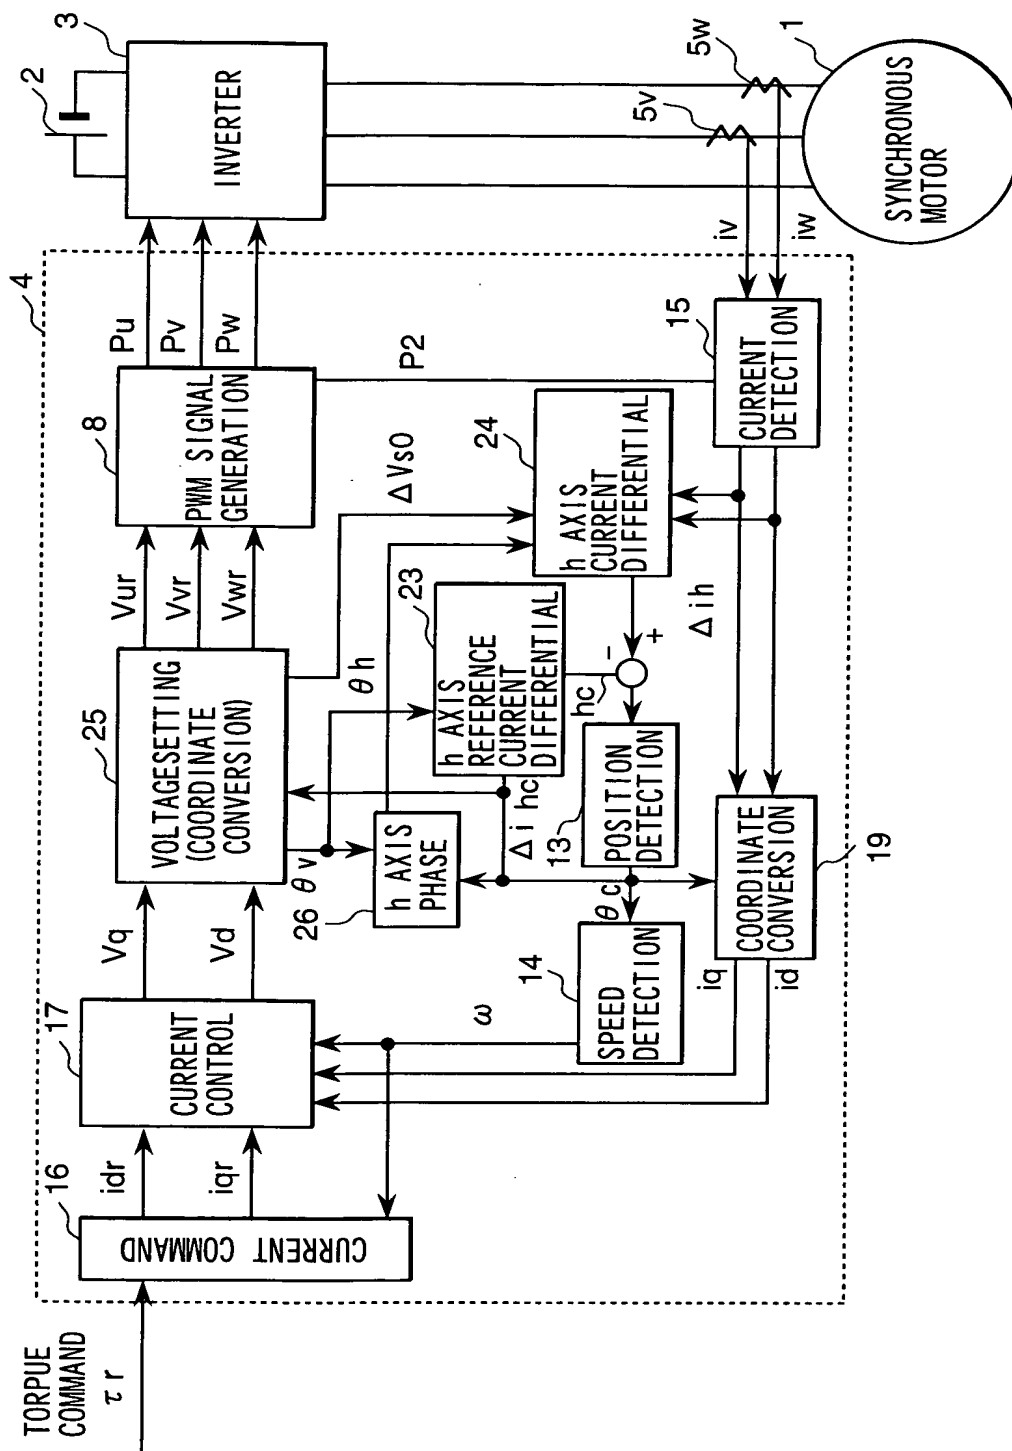 TORPUE
COMMAND
τr
16
CURRENT COMMAND
idr
iqr
17
CURRENT
CONTROL
Vq
Vd
ω
25
VOLTAGESETTING
(COORDINATE
CONVERSION)
θv
26
h AXIS
PHASE
Vur
Vvr
Vwr
8
PWM SIGNAL
GENERATION
Pu
Pv
Pw
4
2
3
INVERTER
P2
ΔVs0
θh
23
h AXIS
REFERENCE
CURRENT
DIFFERENTIAL
Δi hc
24
h AXIS
CURRENT
DIFFERENTIAL
+
-
hc
Δih
13
POSITION
DETECTION
θc
14
SPEED
DETECTION
iq
id
19
COORDINATE
CONVERSION
15
CURRENT
DETECTION
iv
iw
5v
5w
1
SYNCHRONOUS
MOTOR